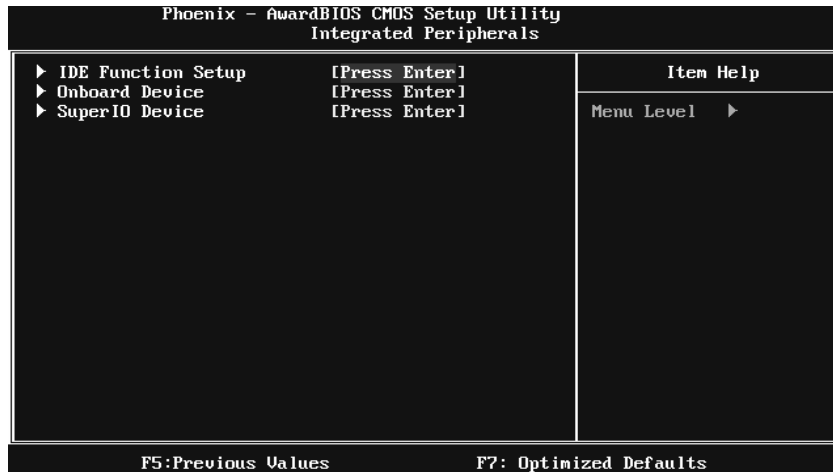 Phoenix - AwardBIOS CMOS Setup Utility
Integrated Peripherals
▶ IDE Function Setup [Press Enter]
▶ Onboard Device [Press Enter]
▶ SuperIO Device [Press Enter]
Item Help
Menu Level ▶
F5:Previous Values F7: Optimized Defaults